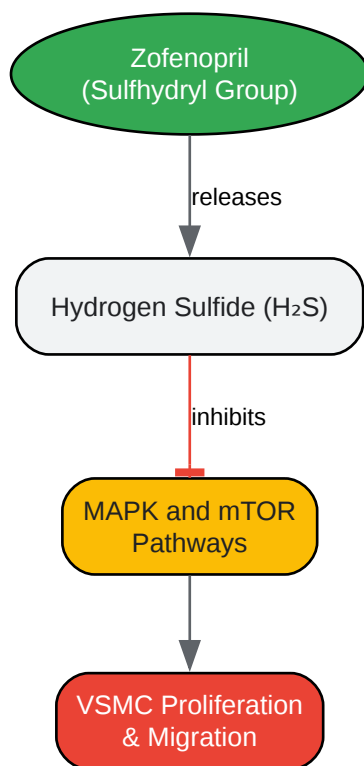 Zofenopril
(Sulfhydryl Group)
releases
Hydrogen Sulfide (H₂S)
inhibits
MAPK and mTOR
Pathways
VSMC Proliferation
& Migration